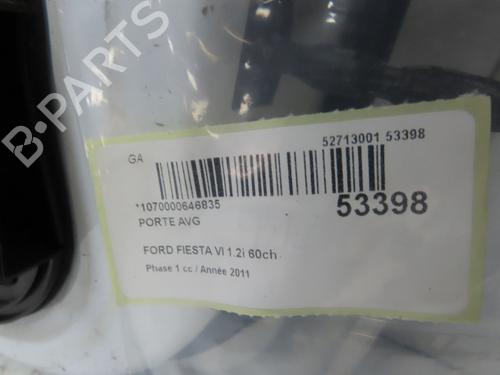 B-PARTS
52713001 53398
GA
*1070000646835
53398
PORTE AVG
FORD FIESTA VI 1.2i 60ch
Phase 1 cc / Année 2011